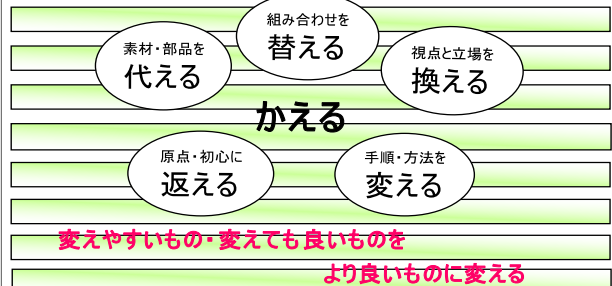 組み合わせを
替える
素材・部品を
代える
視点と立場を
換える
かえる
原点・初心に
返える
手順・方法を
変える
変えやすいもの・変えても良いものを
より良いものに変える